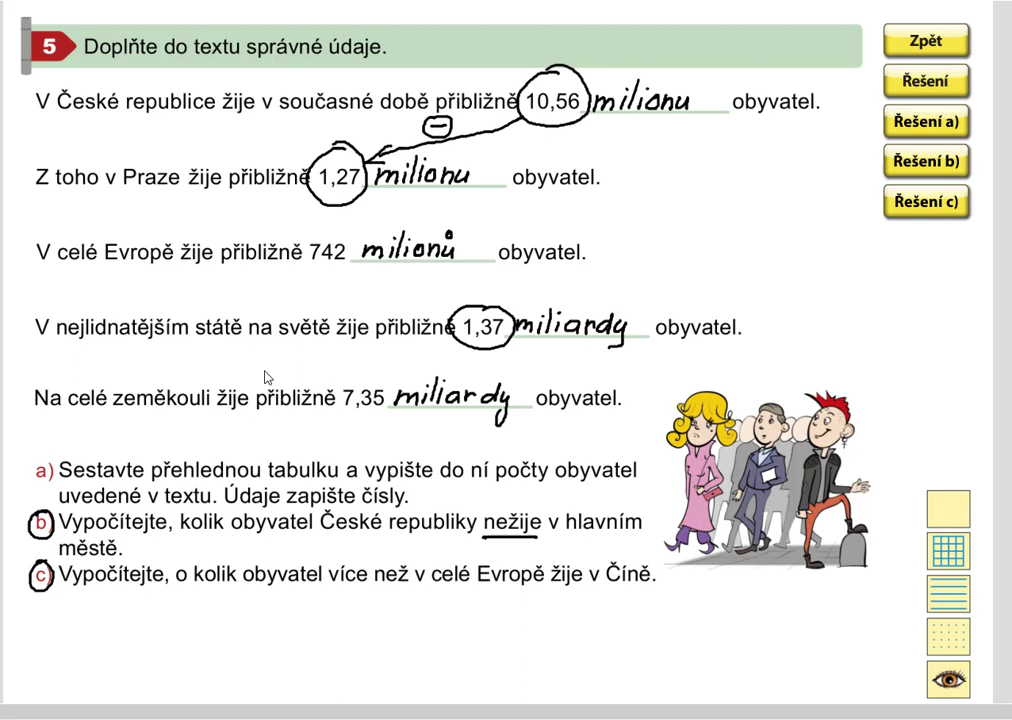 5 Doplňte do textu správné údaje.
Zpět
Řešení
Řešení a)
Řešení b)
Řešení c)
V České republice žije v současné době přibližně 10,56 milionu obyvatel.
–
Z toho v Praze žije přibližně 1,27 milionu obyvatel.
V celé Evropě žije přibližně 742 milionů obyvatel.
V nejlidnatějším státě na světě žije přibližně 1,37 miliardy obyvatel.
Na celé zeměkouli žije přibližně 7,35 miliardy obyvatel.
a) Sestavte přehlednou tabulku a vypište do ní počty obyvatel
uvedené v textu. Údaje zapište čísly.
b) Vypočítejte, kolik obyvatel České republiky nežije v hlavním
městě.
c) Vypočítejte, o kolik obyvatel více než v celé Evropě žije v Číně.